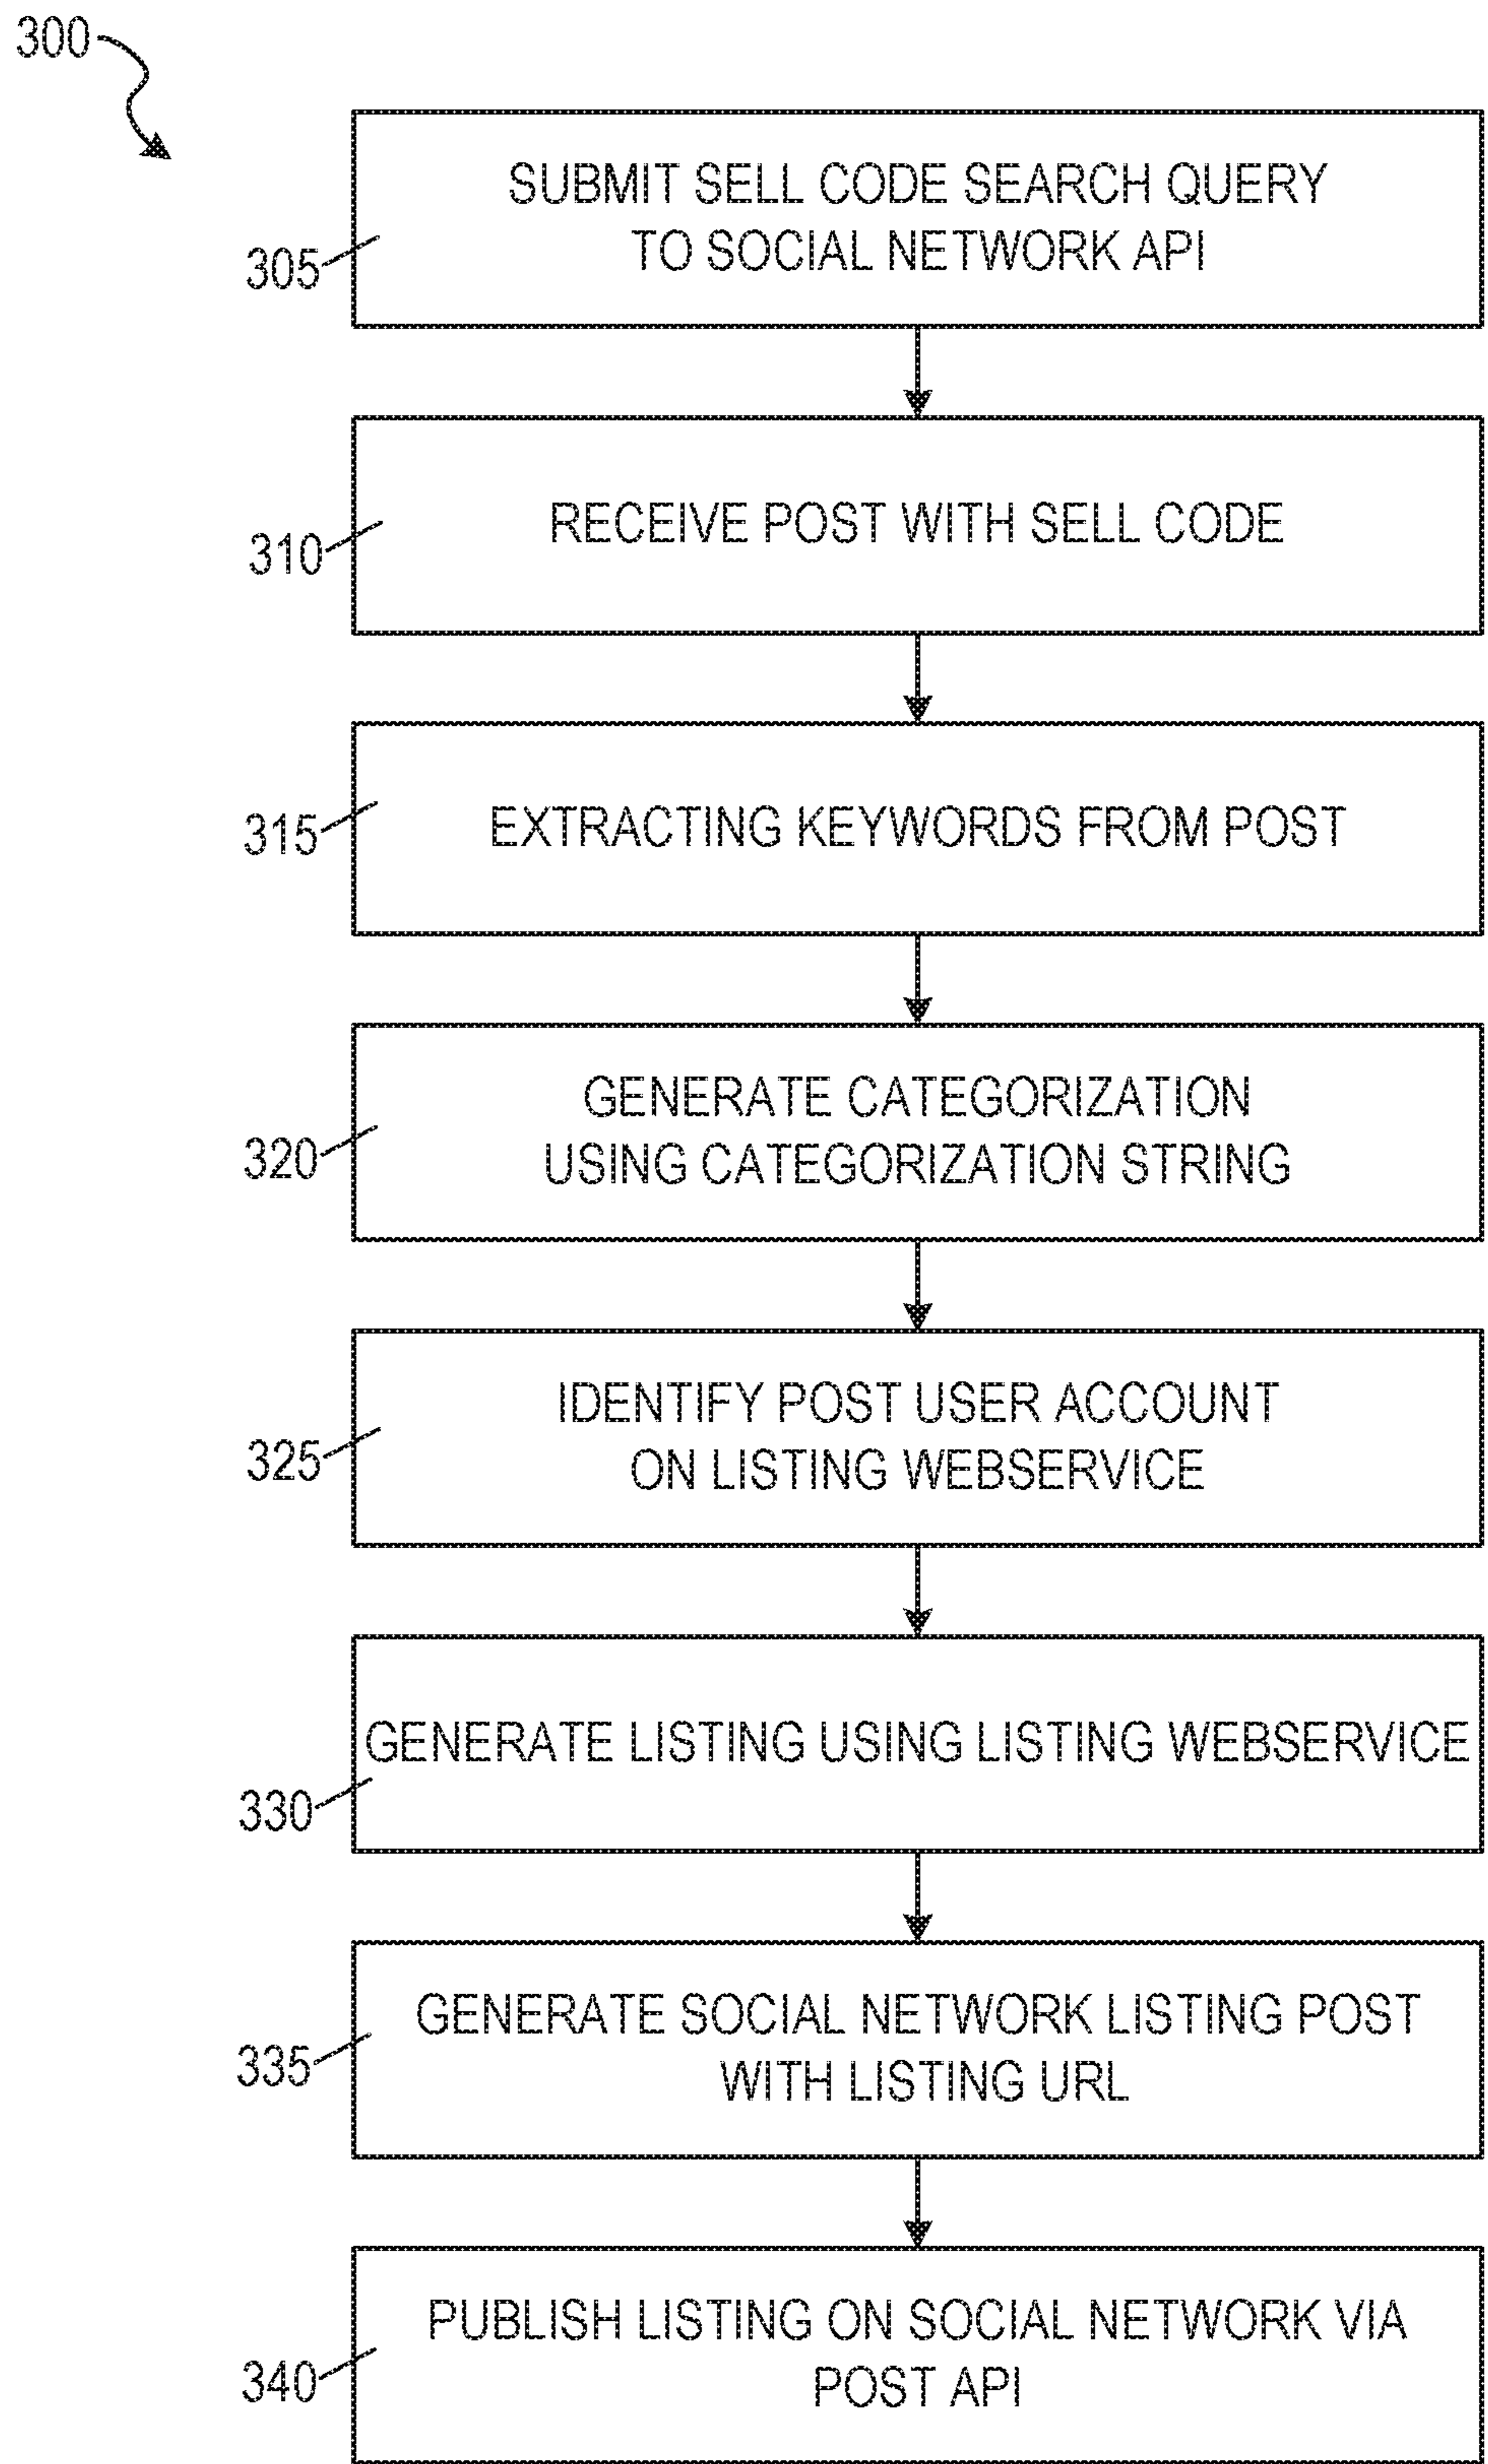 300
SUBMIT SELL CODE SEARCH QUERY
TO SOCIAL NETWORK API
305
RECEIVE POST WITH SELL CODE
310
EXTRACTING KEYWORDS FROM POST
315
GENERATE CATEGORIZATION
USING CATEGORIZATION STRING
320
IDENTIFY POST USER ACCOUNT
ON LISTING WEBSERVICE
325
GENERATE LISTING USING LISTING WEBSERVICE
330
GENERATE SOCIAL NETWORK LISTING POST
WITH LISTING URL
335
PUBLISH LISTING ON SOCIAL NETWORK VIA
POST API
340